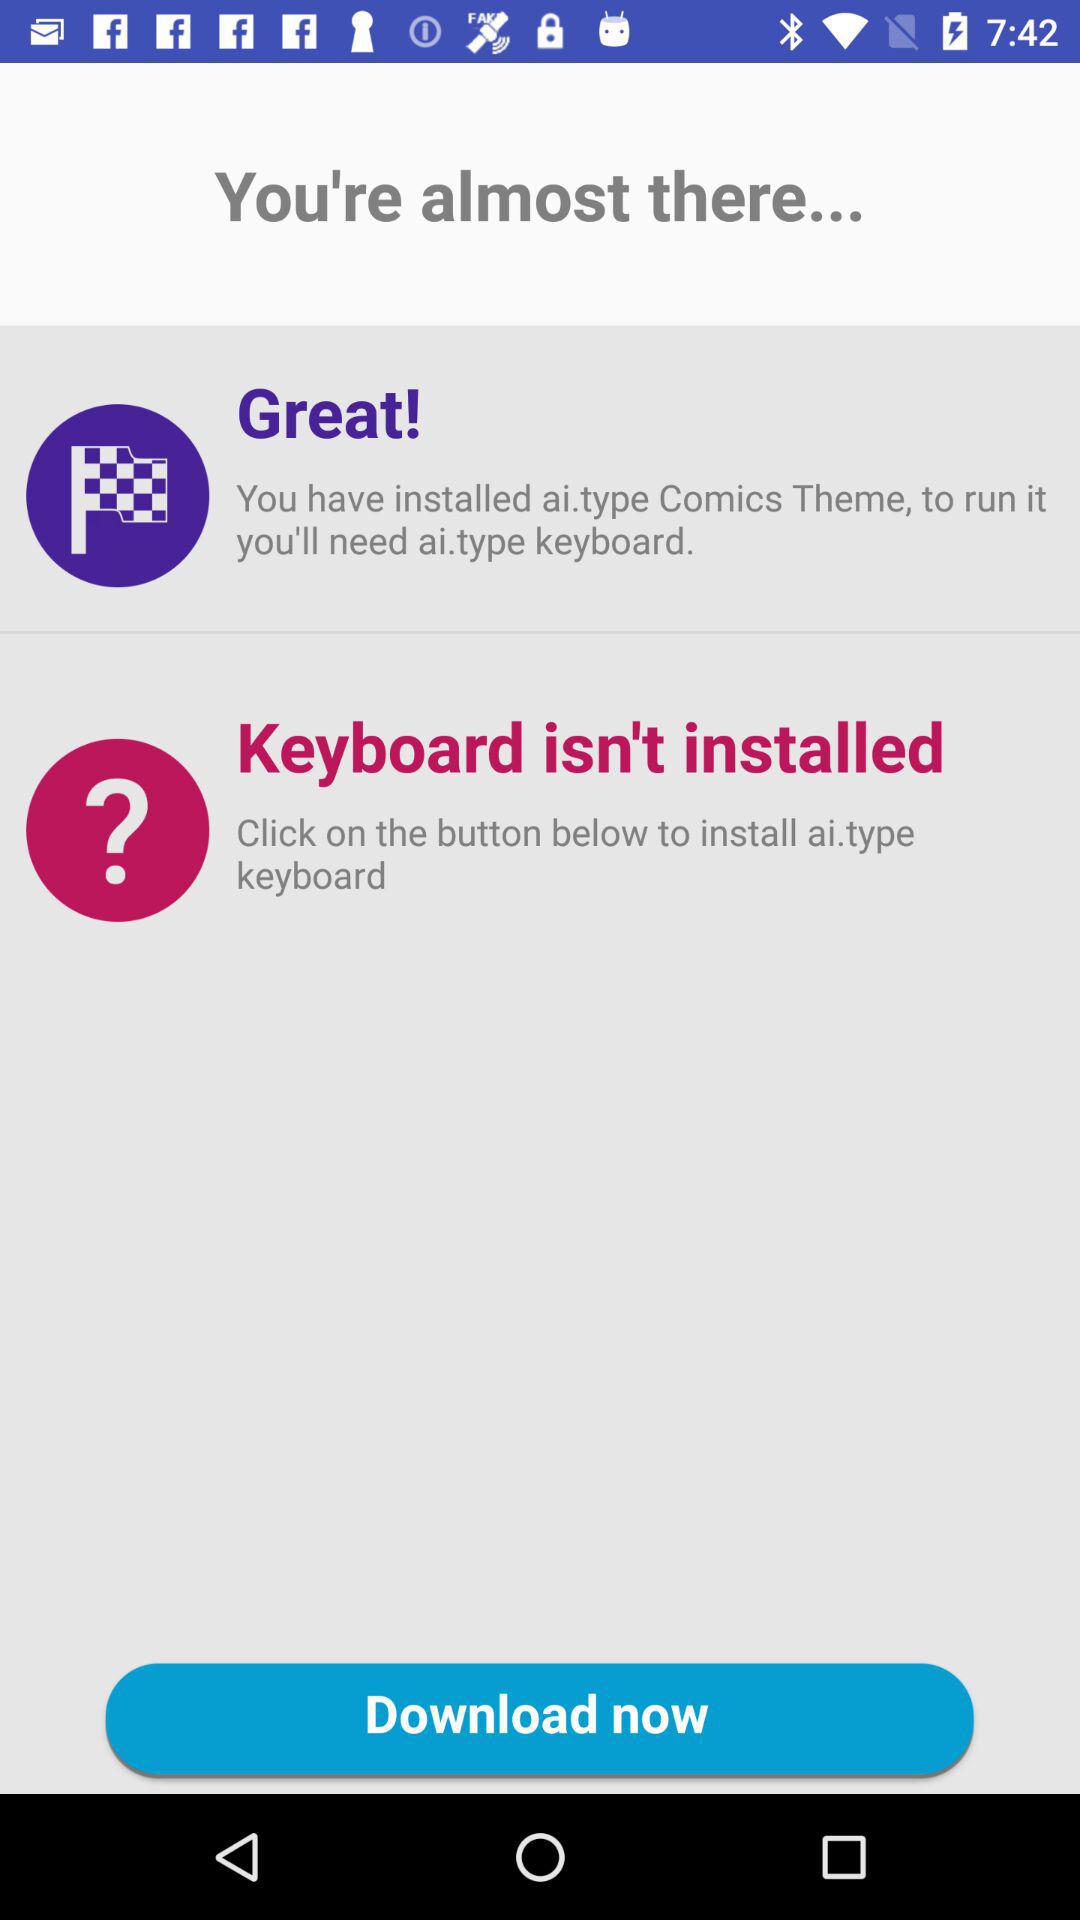 FAKE
7:42
You're almost there...
Great!
You have installed ai.type Comics Theme, to run it
you'll need ai.type keyboard.
?
Keyboard isn't installed
Click on the button below to install ai.type
keyboard
Download now